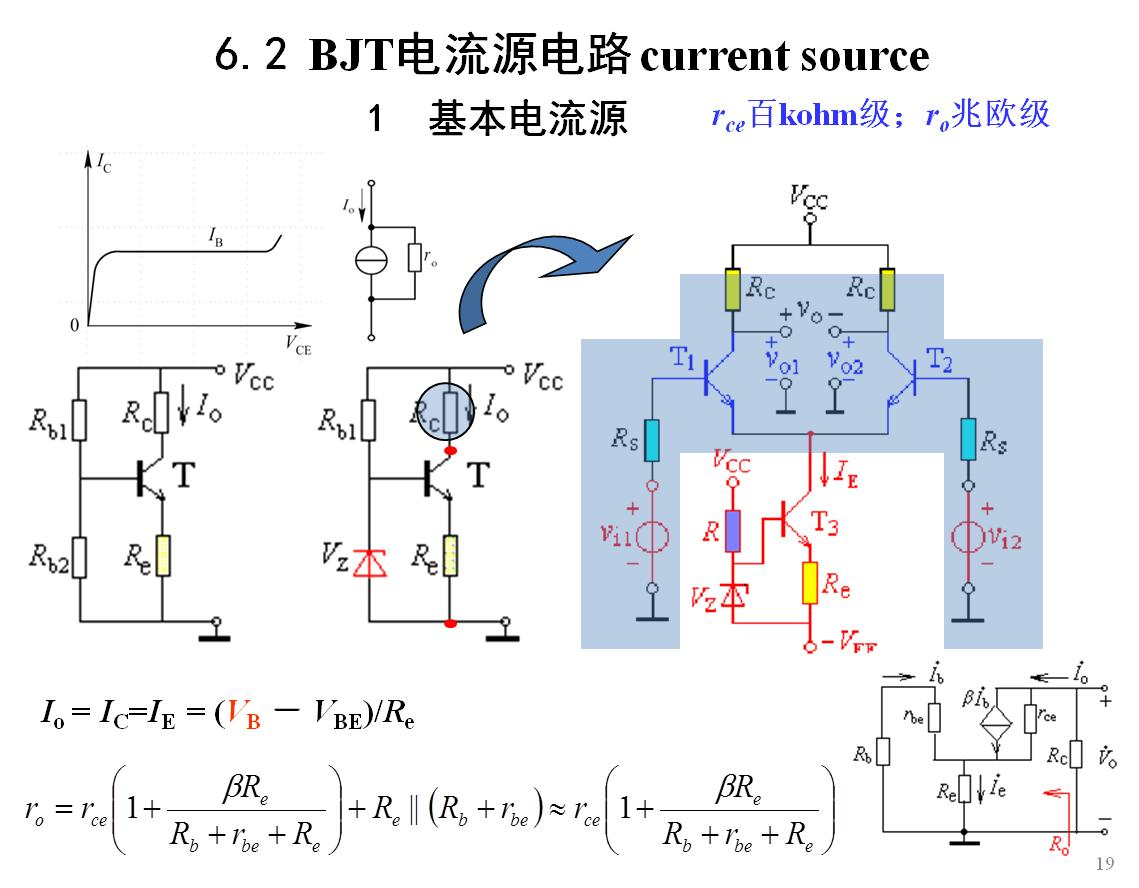 6.2 BJT电流源电路 current source
1 基本电流源
r_ce百kohm级；r_o兆欧级
I_C
I_B
0
V_CE
I_o
r_o
V_CC
R_b1
R_C
I_O
T
R_b2
R_e
V_CC
R_b1
R_C
I_O
T
V_Z
R_e
V_CC
R_C
R_C
+ v_O −
T_1
+
v_O1
−
+
v_O2
−
T_2
R_S
R_S
V_CC
I_E
R
T_3
+
v_i1
−
+
v_i2
−
V_Z
R_e
−V_EE
I_o = I_C=I_E = (V_B － V_BE)/R_e
r_o = r_ce(1+ βR_e / (R_b + r_be + R_e)) + R_e || (R_b + r_be) ≈ r_ce(1+ βR_e / (R_b + r_be + R_e))
İ_b
İ_o
r_be
βİ_b
r_ce
+
R_b
R_C
V̇_o
R_e
İ_e
−
R_o
19